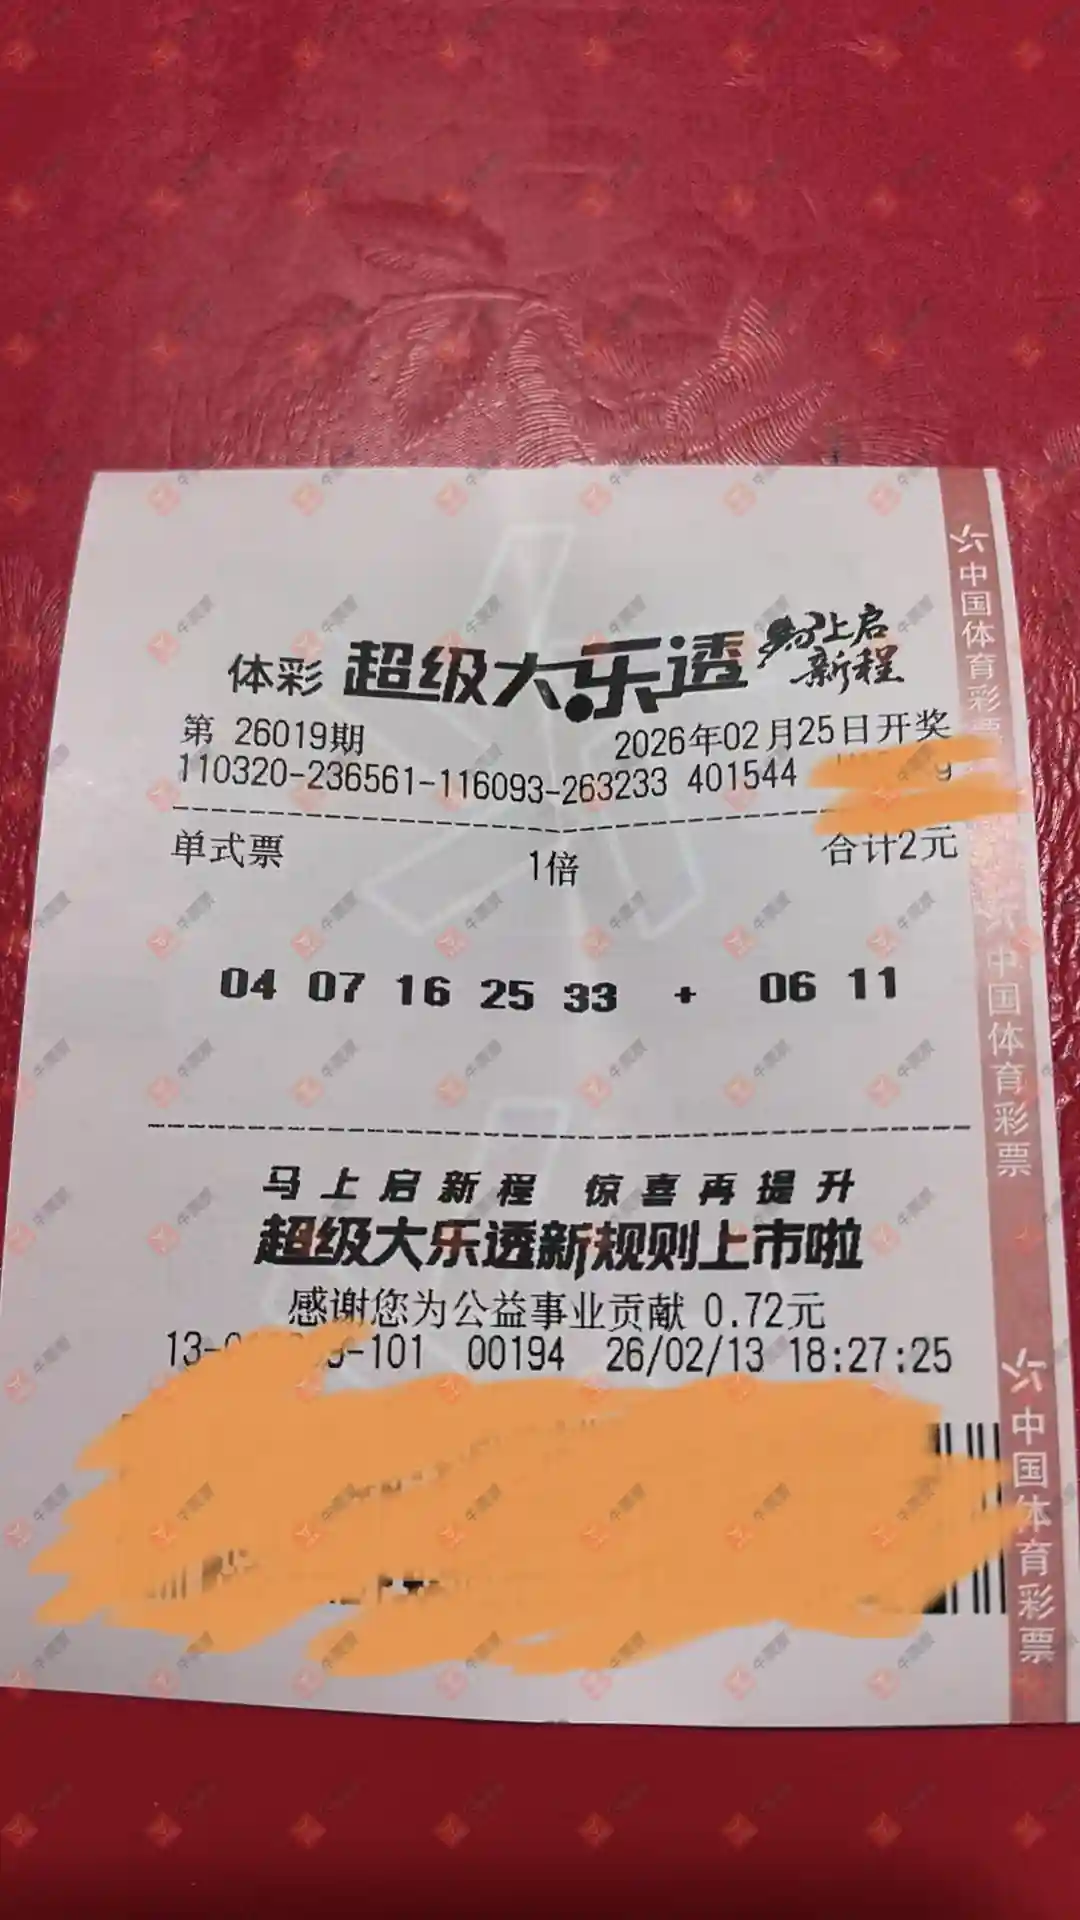 体彩 超级大乐透 马上启新程
第 26019期 2026年02月25日开奖
110320-236561-116093-263233 401544
单式票 1倍 合计2元
04 07 16 25 33 + 06 11
马上启新程 惊喜再提升
超级大乐透新规则上市啦
感谢您为公益事业贡献 0.72元
-101 00194 26/02/13 18:27:25
中国体育彩票
中国体育彩票
中国体育彩票